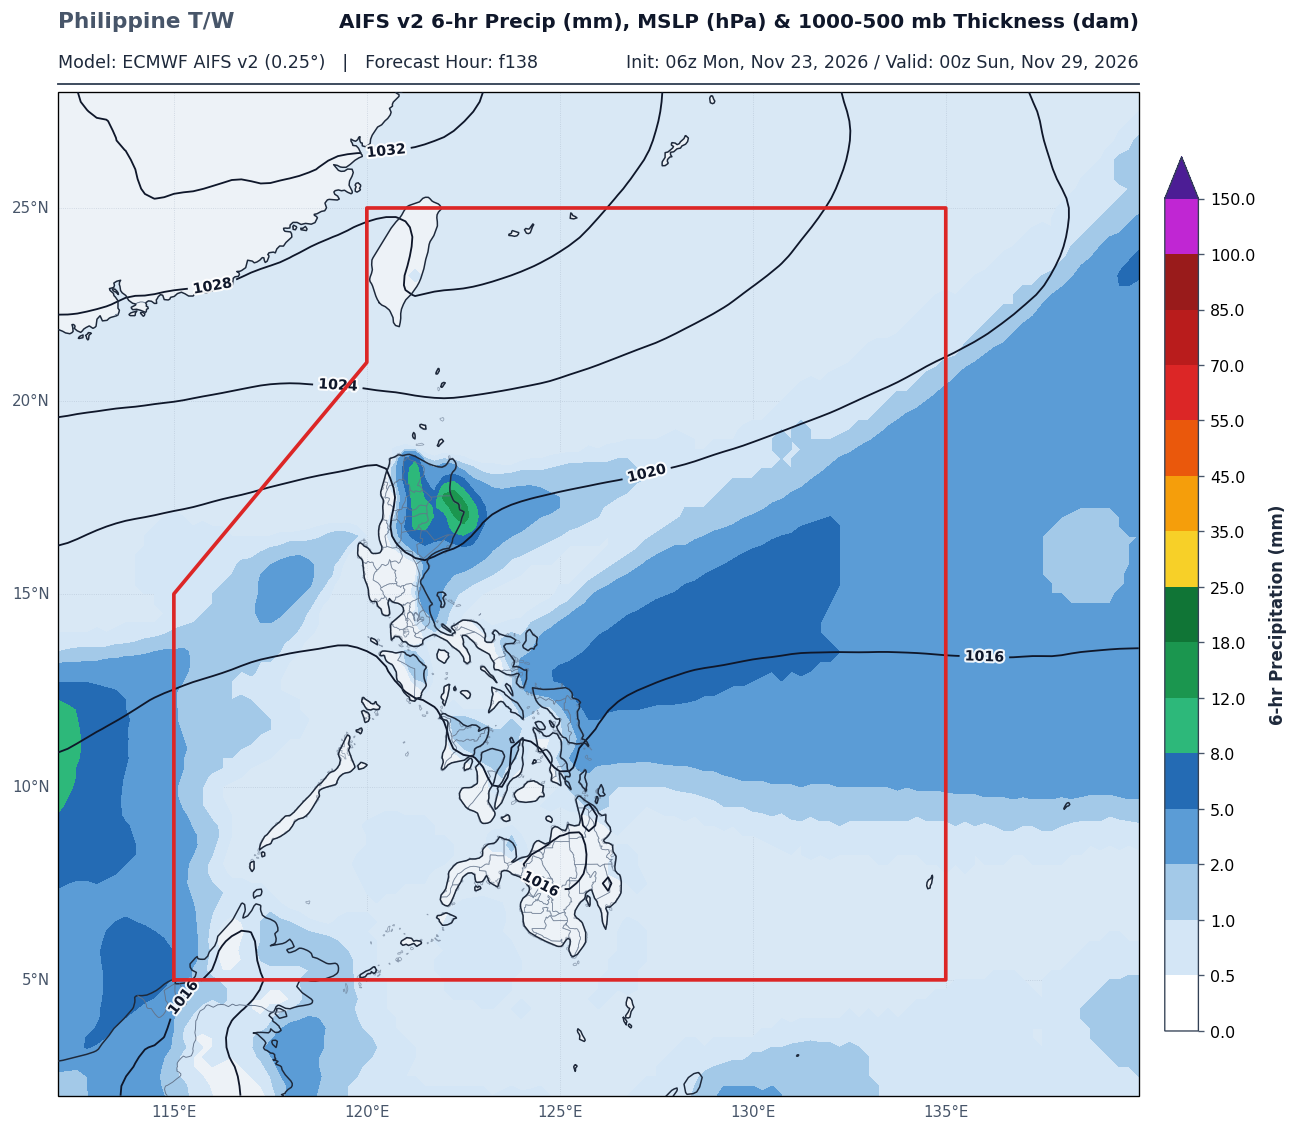 Philippine T/W
AIFS v2 6-hr Precip (mm), MSLP (hPa) & 1000-500 mb Thickness (dam)
Model: ECMWF AIFS v2 (0.25°) | Forecast Hour: f138
Init: 06z Mon, Nov 23, 2026 / Valid: 00z Sun, Nov 29, 2026
1032
1028
1024
1020
1016
1016
1016
25°N
20°N
15°N
10°N
5°N
115°E
120°E
125°E
130°E
135°E
150.0
100.0
85.0
70.0
55.0
45.0
35.0
25.0
18.0
12.0
8.0
5.0
2.0
1.0
0.5
0.0
6-hr Precipitation (mm)